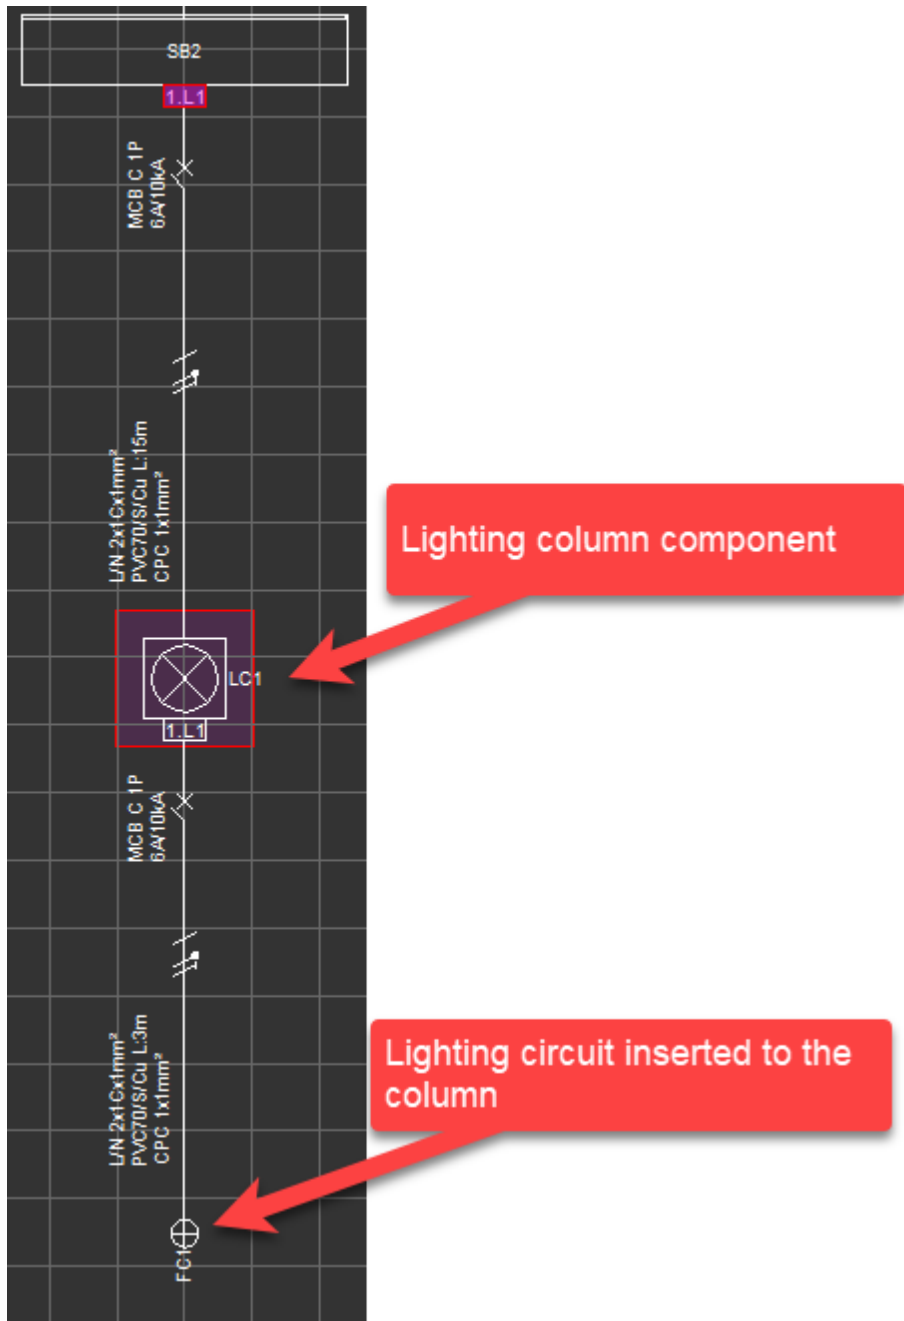 SB2
1.L1
MCB C 1P
6A/10kA
L/N-2x1Cx1mm²
PVC70/S/Cu L:15m
CPC 1x1mm²
Lighting column component
LC1
1.L1
MCB C 1P
6A/10kA
L/N-2x1Cx1mm²
PVC70/S/Cu L:3m
CPC 1x1mm²
Lighting circuit inserted to the
column
FC1